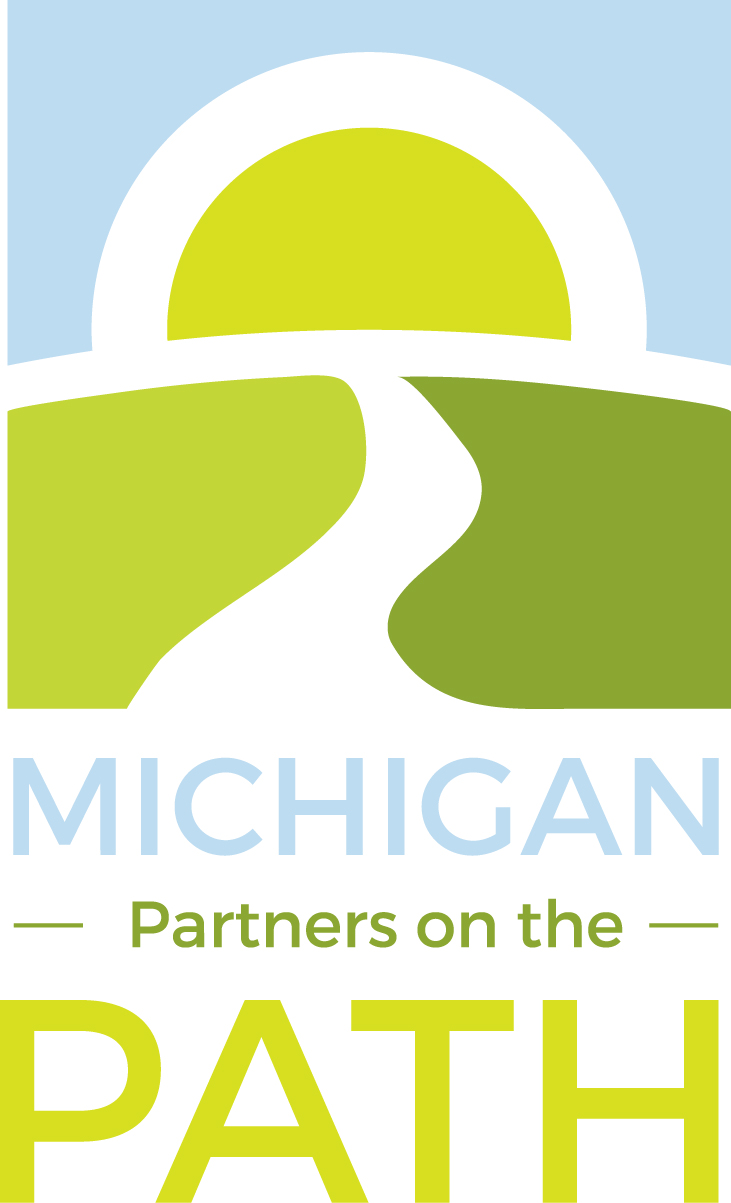 MICHIGAN
— Partners on the —
PATH